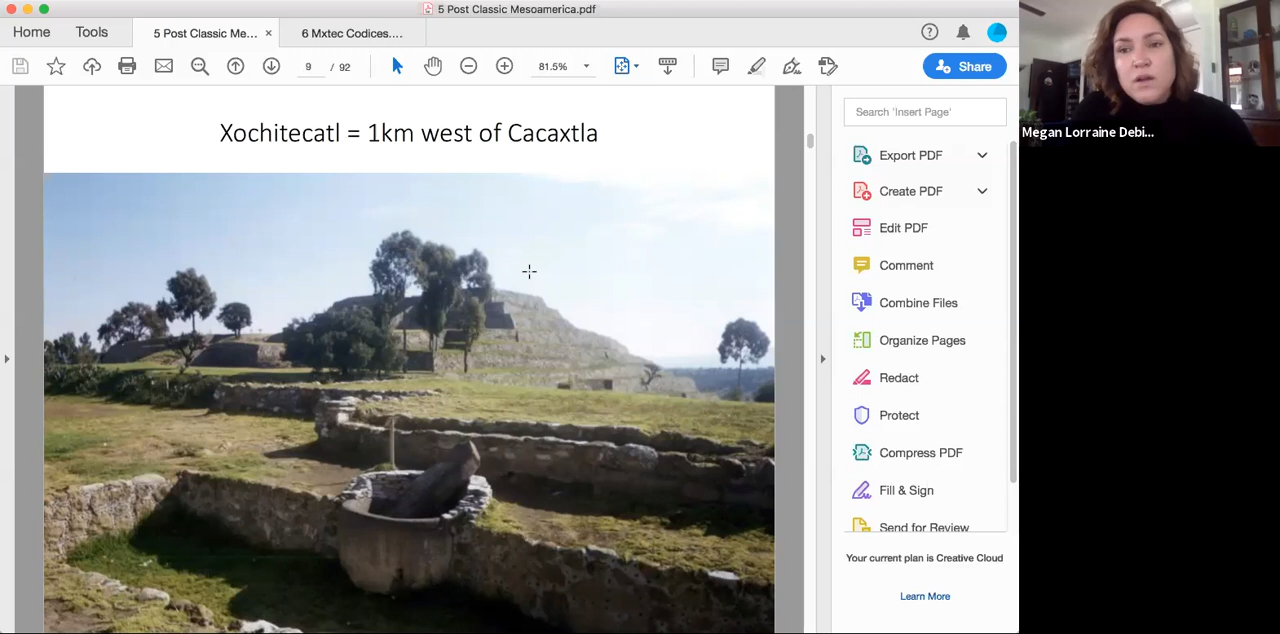 5 Post Classic Mesoamerica.pdf
Home
Tools
5 Post Classic Me... ×
6 Mxtec Codices....
9 / 92
81.5%
Share
Xochitecatl = 1km west of Cacaxtla
Search 'Insert Page'
Export PDF
Create PDF
Edit PDF
Comment
Combine Files
Organize Pages
Redact
Protect
Compress PDF
Fill & Sign
Send for Review
Your current plan is Creative Cloud
Learn More
Megan Lorraine Debi...